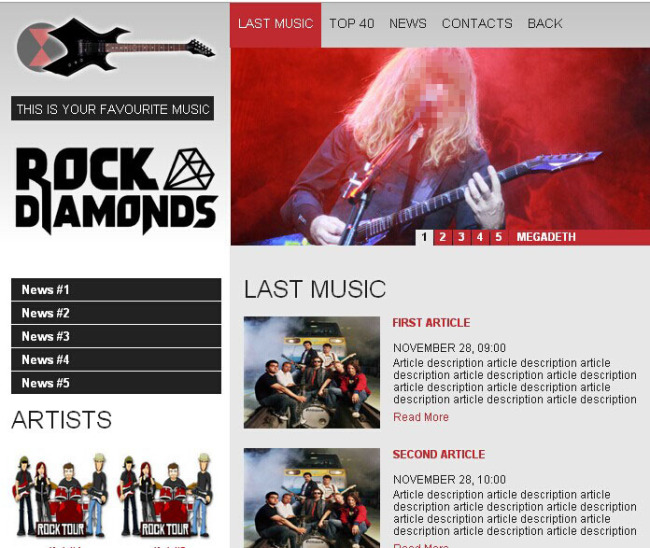 LAST MUSIC TOP 40 NEWS CONTACTS BACK
THIS IS YOUR FAVOURITE MUSIC
ROCK
DIAMONDS
1 2 3 4 5 MEGADETH
News #1
News #2
News #3
News #4
News #5
ARTISTS
ROCK TOUR ROCK TOUR
LAST MUSIC
FIRST ARTICLE
NOVEMBER 28, 09:00
Article description article description article
description article description article description
article description article description article
description article description article description
Read More
SECOND ARTICLE
NOVEMBER 28, 10:00
Article description article description article
description article description article description
article description article description article
description article description article description
Read More